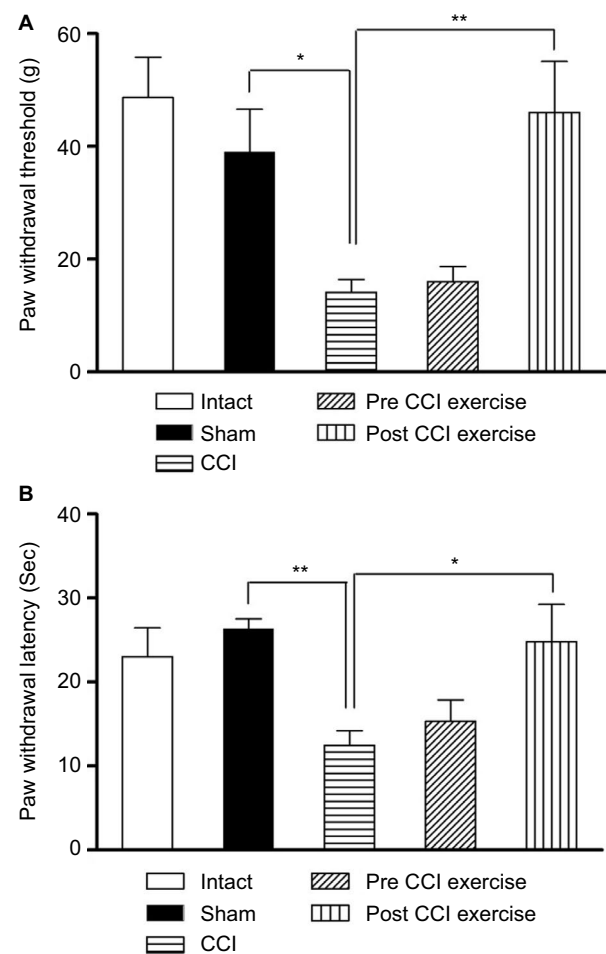 A
Paw withdrawal threshold (g)
60
40
20
0
*
**
Intact
Pre CCI exercise
Sham
Post CCI exercise
CCI
B
Paw withdrawal latency (Sec)
40
30
20
10
0
**
*
Intact
Pre CCI exercise
Sham
Post CCI exercise
CCI